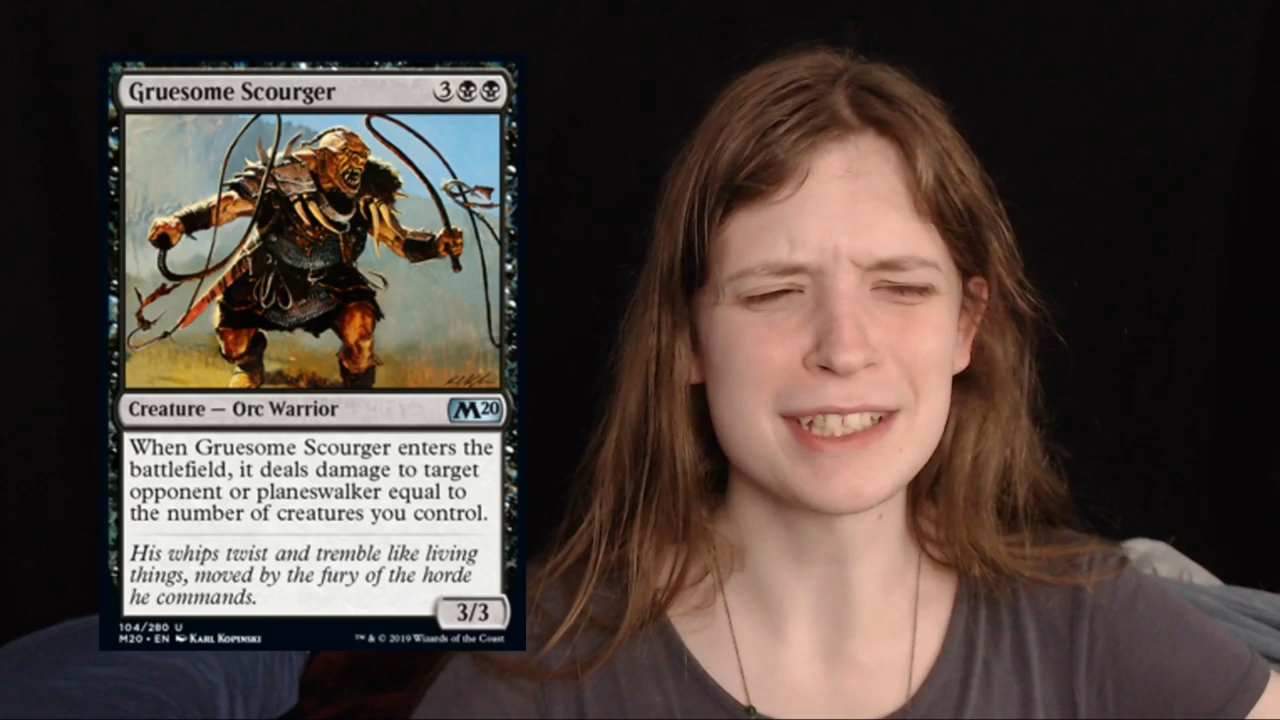 Gruesome Scourger 3
Creature — Orc Warrior M20
When Gruesome Scourger enters the
battlefield, it deals damage to target
opponent or planeswalker equal to
the number of creatures you control.
His whips twist and tremble like living
things, moved by the fury of the horde
he commands.
3/3
104/280 U
M20 • EN KARL KOPINSKI ™ & © 2019 Wizards of the Coast